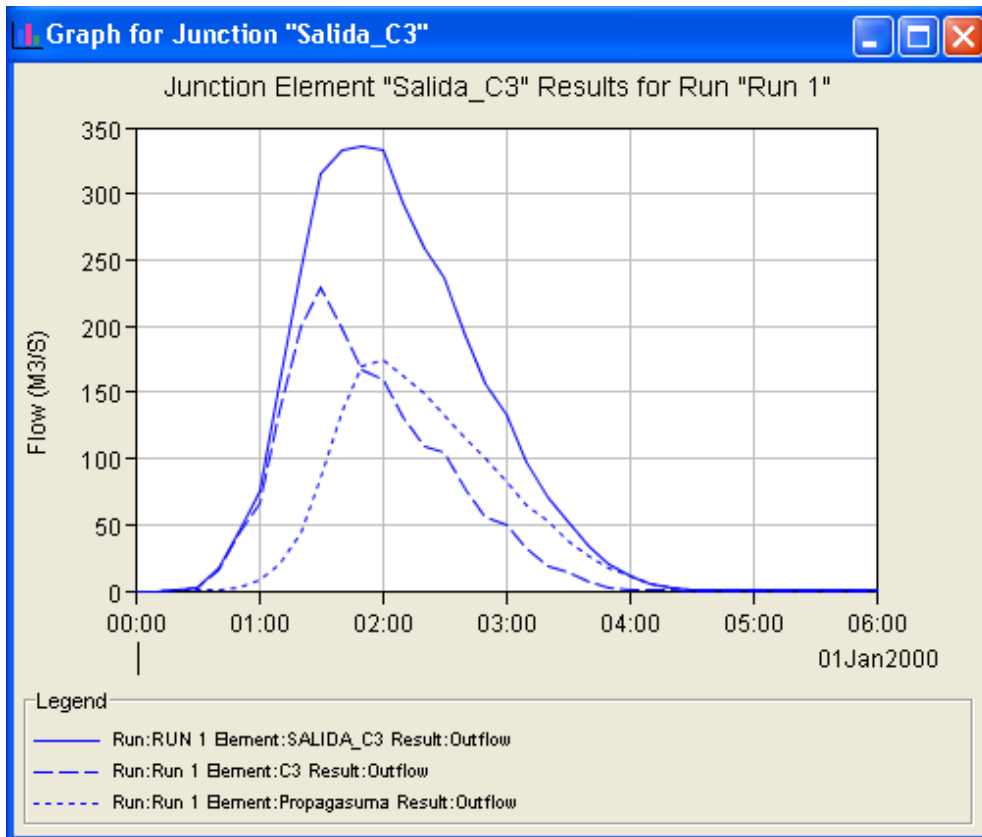 Graph for Junction "Salida_C3"
Junction Element "Salida_C3" Results for Run "Run 1"
350
300
250
200
150
100
50
0
Flow (M3/S)
00:00 01:00 02:00 03:00 04:00 05:00 06:00
01Jan2000
Legend
Run:RUN 1 Element:SALIDA_C3 Result:Outflow
Run:Run 1 Element:C3 Result:Outflow
Run:Run 1 Element:Propagasuma Result:Outflow